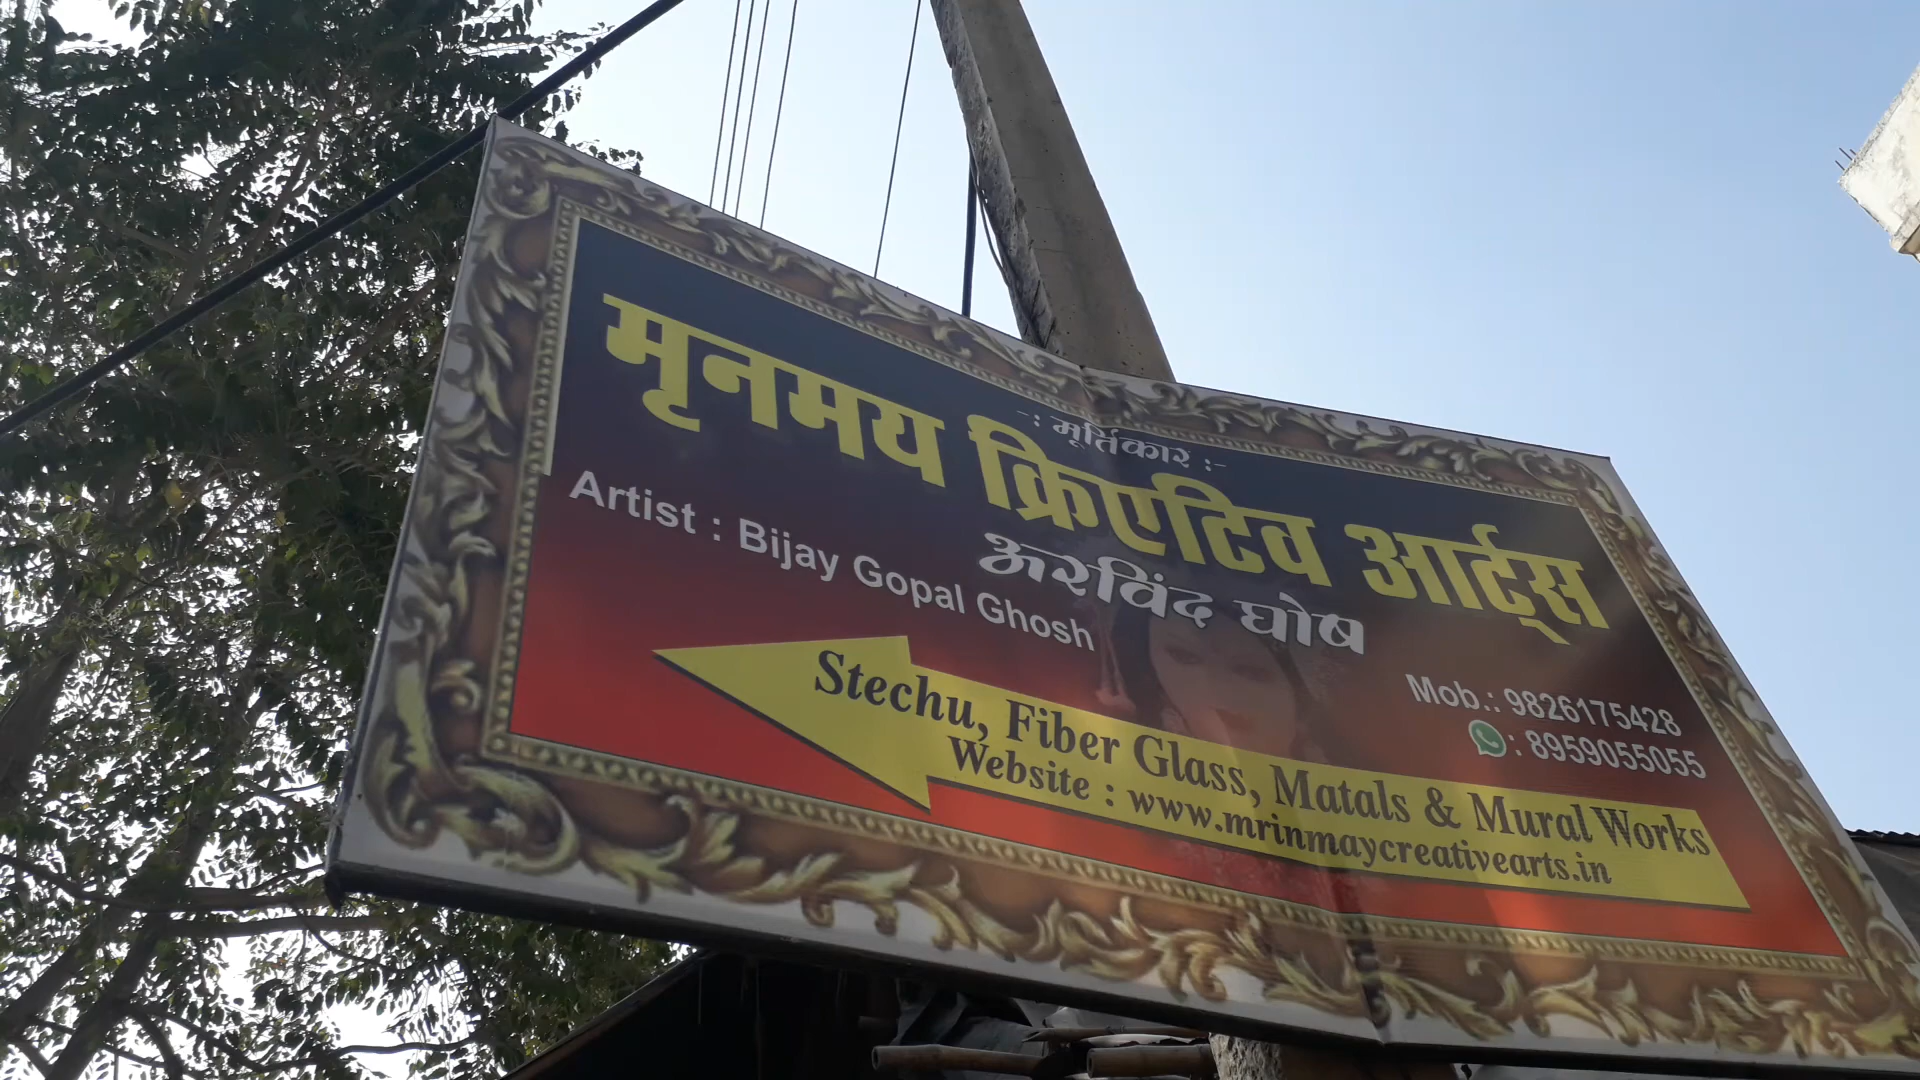 मृनमय क्रिएटिव आर्ट्स
-: मूर्तिकार :-
अरविंद घोष
Artist : Bijay Gopal Ghosh
Mob.: 9826175428
: 8959055055
Stechu, Fiber Glass, Matals & Mural Works
Website : www.mrinmaycreativearts.in